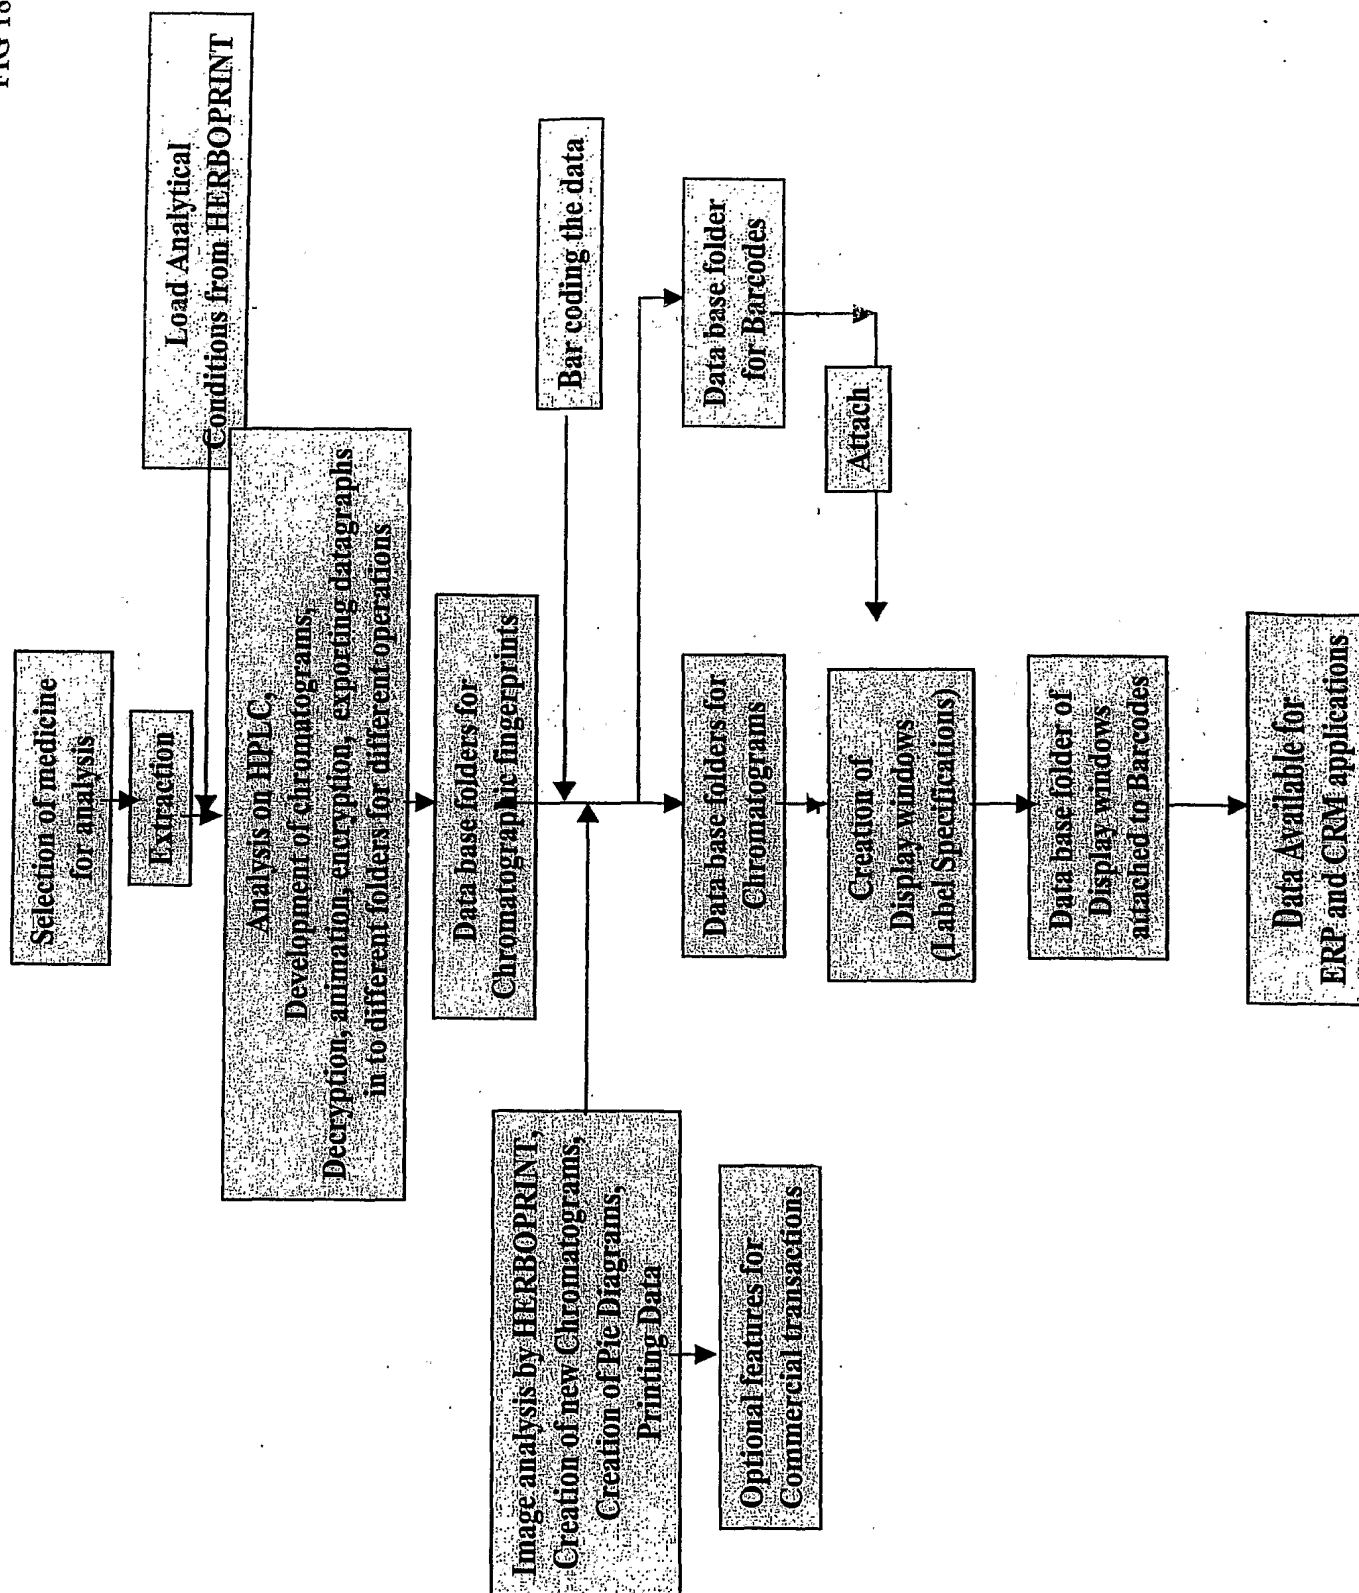 FIG 18
Selection of medicine
for analysis
Extraction
Load Analytical
Conditions from HERBOPRINT
Analysis on HPLC,
Development of chromatograms,
Decryption, animation, encryption, exporting datagraphs
in to different folders for different operations
Data base folders for
Chromatographic fingerprints
Bar coding the data
Image analysis by HERBOPRINT,
Creation of new Chromatograms,
Creation of Pie Diagrams,
Printing Data
Optional features for
Commercial transactions
Data base folders for
Chromatograns
Data base folder
for Barcodes
Attach
Creation of
Display windows
(Label Specifications)
Data base folder of
Display windows
attached to Barcodes
Data Available for
ERP and CRM applications